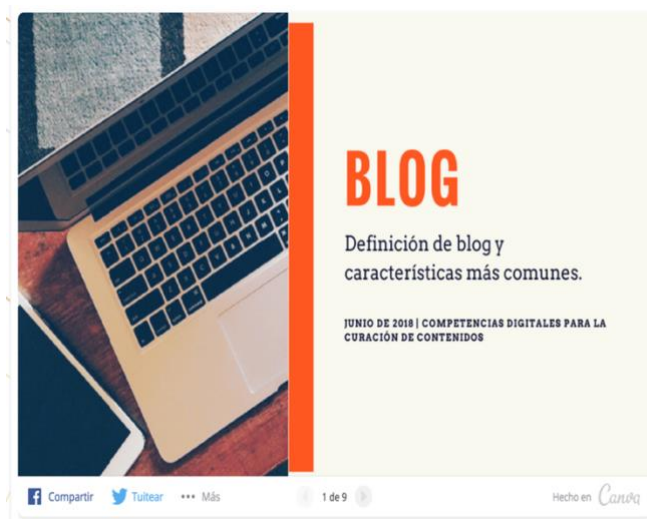 BLOG
Definición de blog y
características más comunes.
JUNIO DE 2018 | COMPETENCIAS DIGITALES PARA LA
CURACIÓN DE CONTENIDOS
Compartir Tuitear ••• Más 1 de 9 Hecho en Canva